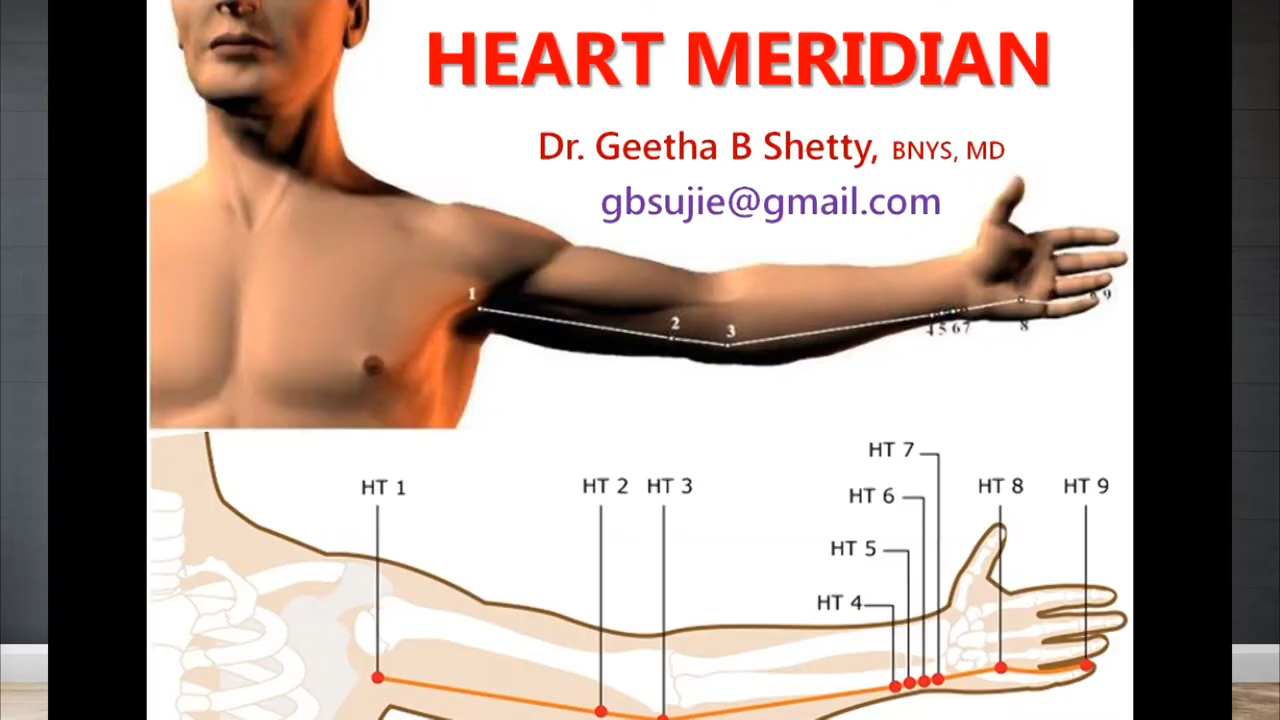 HEART MERIDIAN
Dr. Geetha B Shetty, BNYS, MD
gbsujie@gmail.com
1
2
3
4 5 6 7
8
9
HT 7
HT 1
HT 2
HT 3
HT 6
HT 8
HT 9
HT 5
HT 4